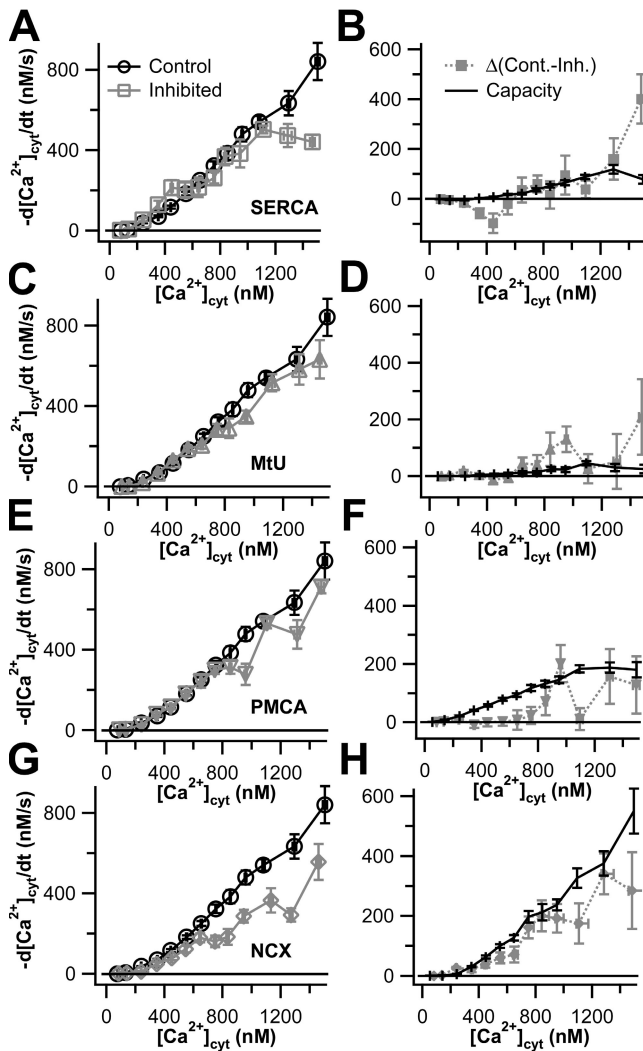 A
B
-d[Ca2+]cyt/dt (nM/s)
800
400
0
Control
Inhibited
SERCA
0 400 800 1200
[Ca2+]cyt (nM)
600
400
200
0
Δ(Cont.-Inh.)
Capacity
0 400 800 1200
[Ca2+]cyt (nM)
C
D
-d[Ca2+]cyt/dt (nM/s)
800
400
0
MtU
0 400 800 1200
[Ca2+]cyt (nM)
600
400
200
0
0 400 800 1200
[Ca2+]cyt (nM)
E
F
-d[Ca2+]cyt/dt (nM/s)
800
400
0
PMCA
0 400 800 1200
[Ca2+]cyt (nM)
600
400
200
0
0 400 800 1200
[Ca2+]cyt (nM)
G
H
-d[Ca2+]cyt/dt (nM/s)
800
400
0
NCX
0 400 800 1200
[Ca2+]cyt (nM)
600
400
200
0
0 400 800 1200
[Ca2+]cyt (nM)